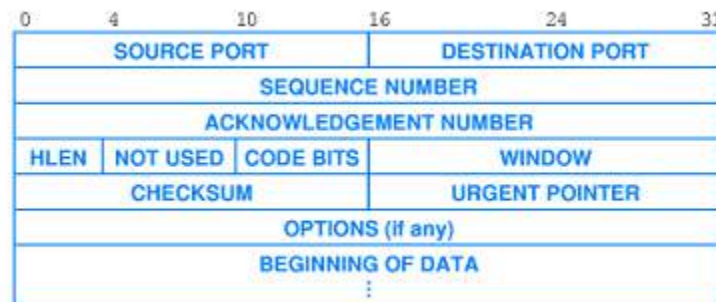 0 4 10 16 24 31
SOURCE PORT DESTINATION PORT
SEQUENCE NUMBER
ACKNOWLEDGEMENT NUMBER
HLEN NOT USED CODE BITS WINDOW
CHECKSUM URGENT POINTER
OPTIONS (if any)
BEGINNING OF DATA